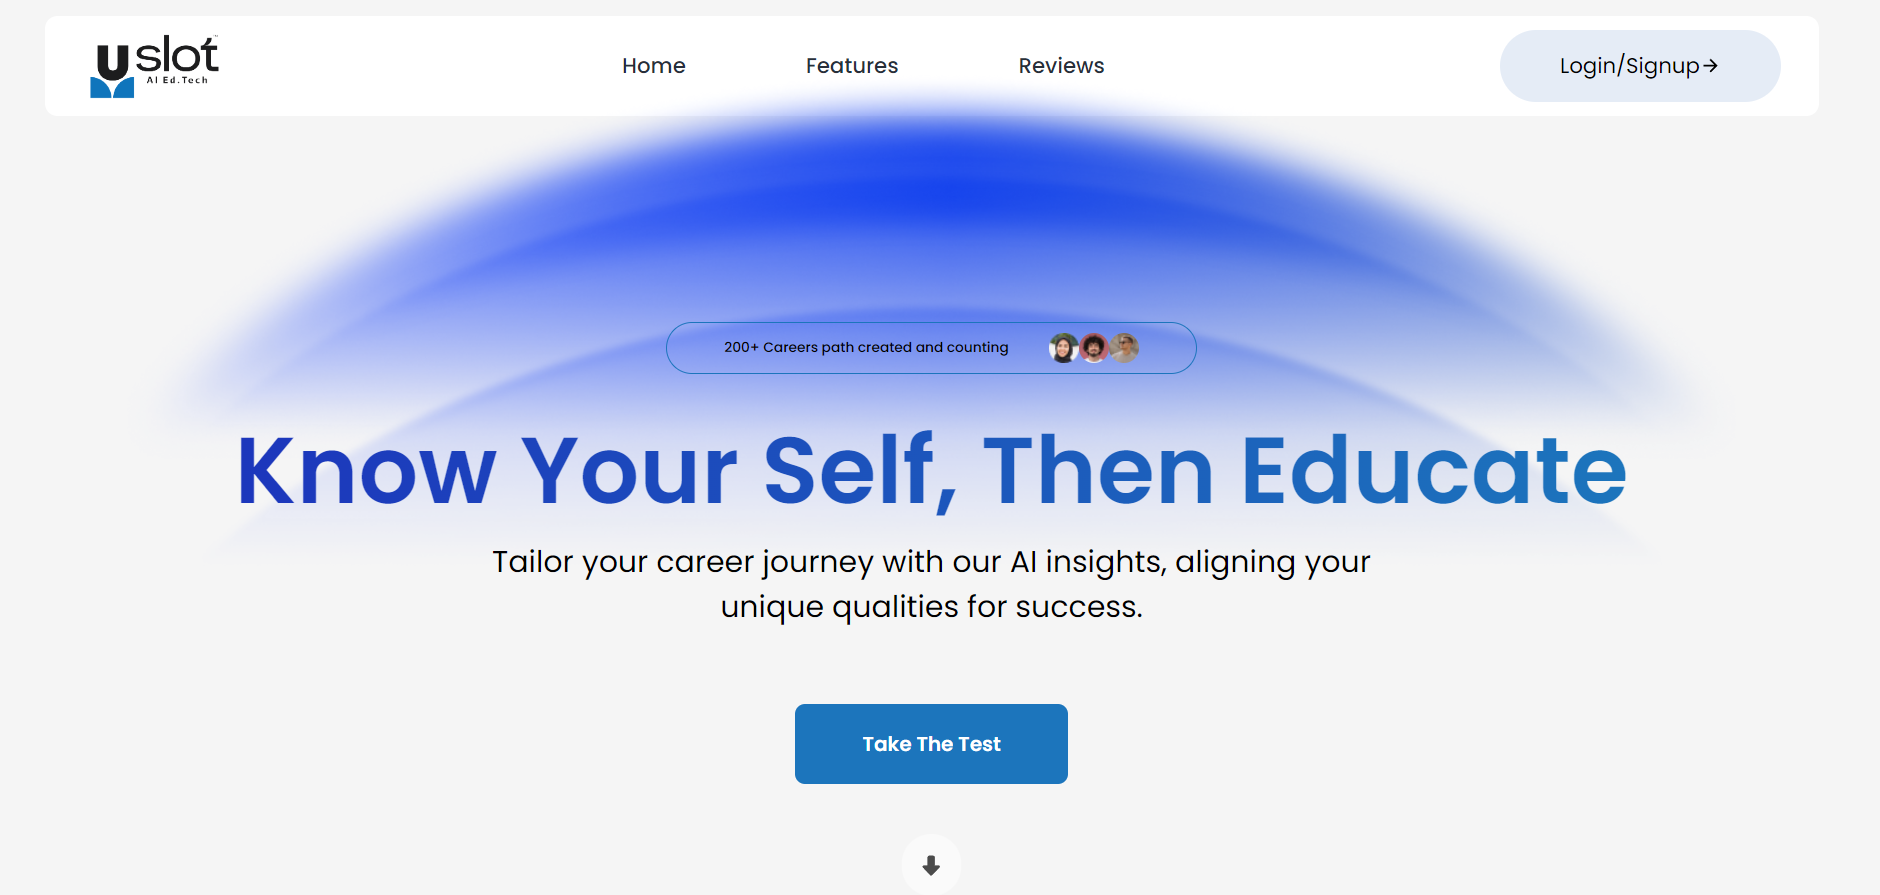 uslot™
AI Ed.Tech
Home
Features
Reviews
Login/Signup→
200+ Careers path created and counting
Know Your Self, Then Educate
Tailor your career journey with our AI insights, aligning your
unique qualities for success.
Take The Test